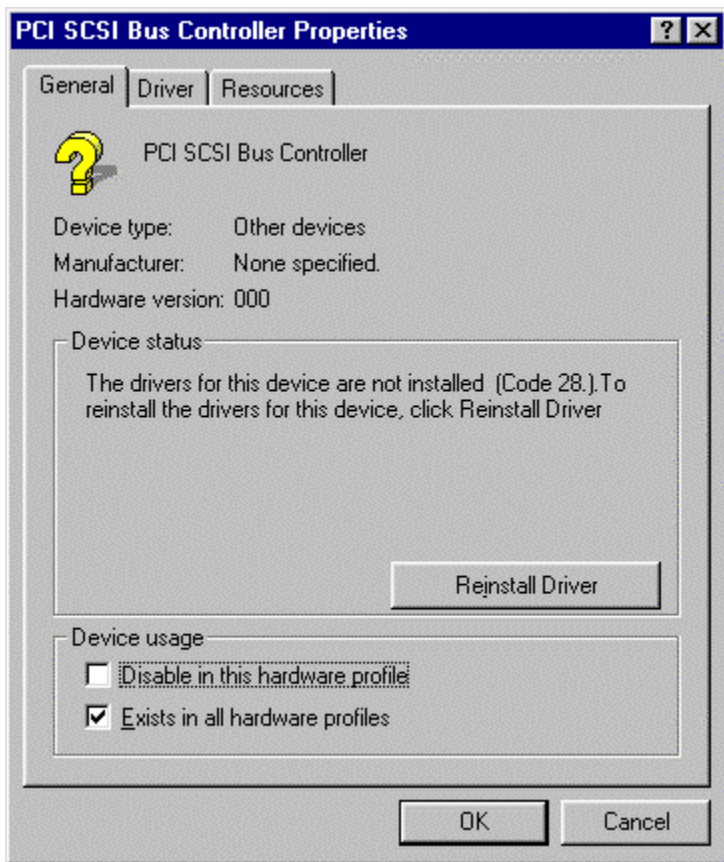 PCI SCSI Bus Controller Properties
General Driver Resources
PCI SCSI Bus Controller
Device type: Other devices
Manufacturer: None specified.
Hardware version: 000
Device status
The drivers for this device are not installed (Code 28.).To
reinstall the drivers for this device, click Reinstall Driver
Reinstall Driver
Device usage
Disable in this hardware profile
Exists in all hardware profiles
OK Cancel